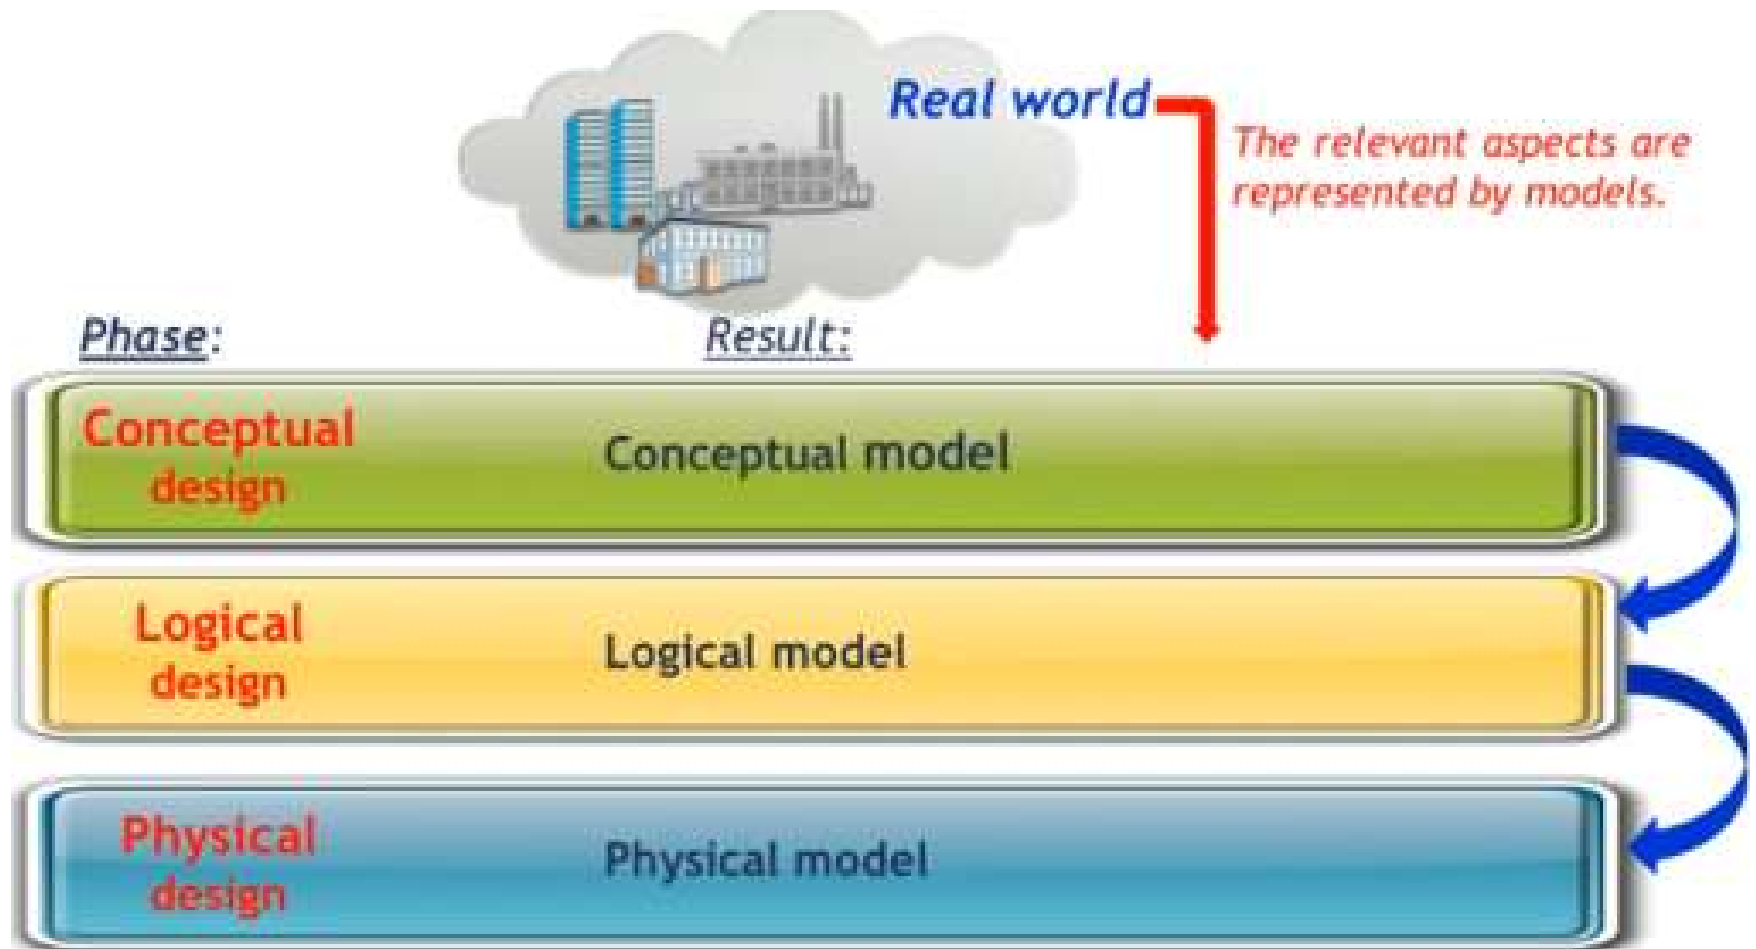 Real world
The relevant aspects are
represented by models.
Phase:
Result:
Conceptual
design
Conceptual model
Logical
design
Logical model
Physical
design
Physical model